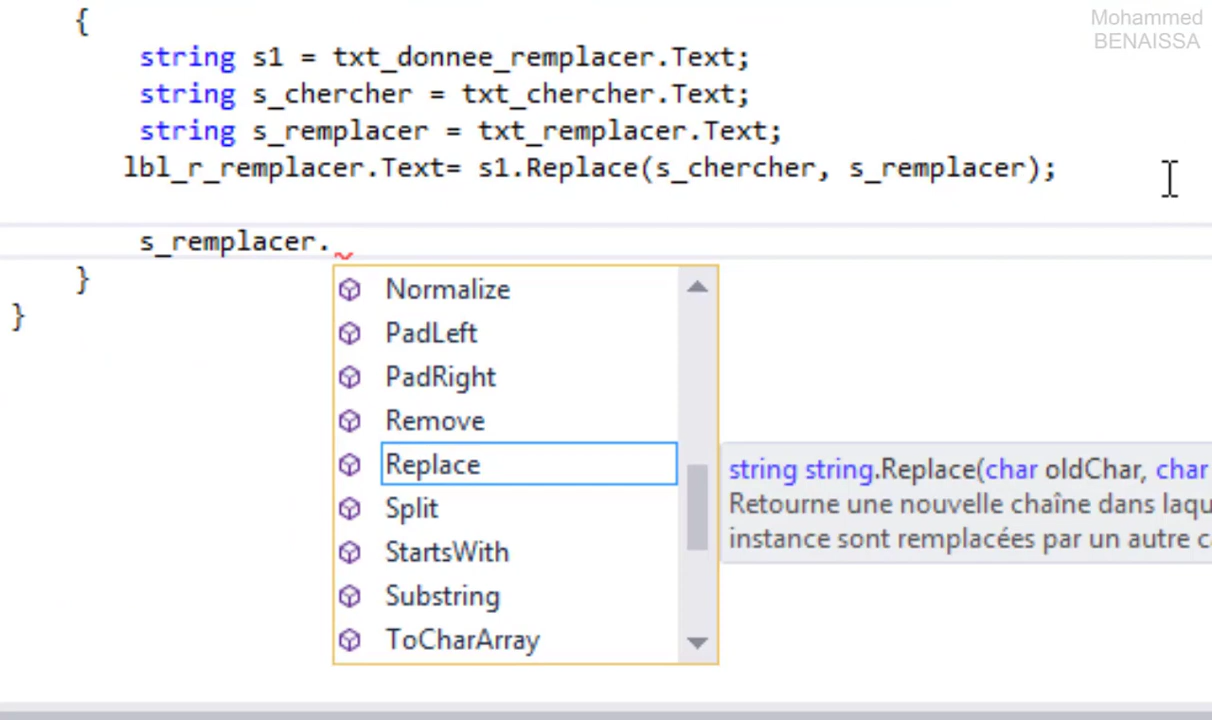 Mohammed
BENAISSA
{
string s1 = txt_donnee_remplacer.Text;
string s_chercher = txt_chercher.Text;
string s_remplacer = txt_remplacer.Text;
lbl_r_remplacer.Text= s1.Replace(s_chercher, s_remplacer);
s_remplacer.
}
}
Normalize
PadLeft
PadRight
Remove
Replace
Split
StartsWith
Substring
ToCharArray
string string.Replace(char oldChar, char
Retourne une nouvelle chaîne dans laqu
instance sont remplacées par un autre c